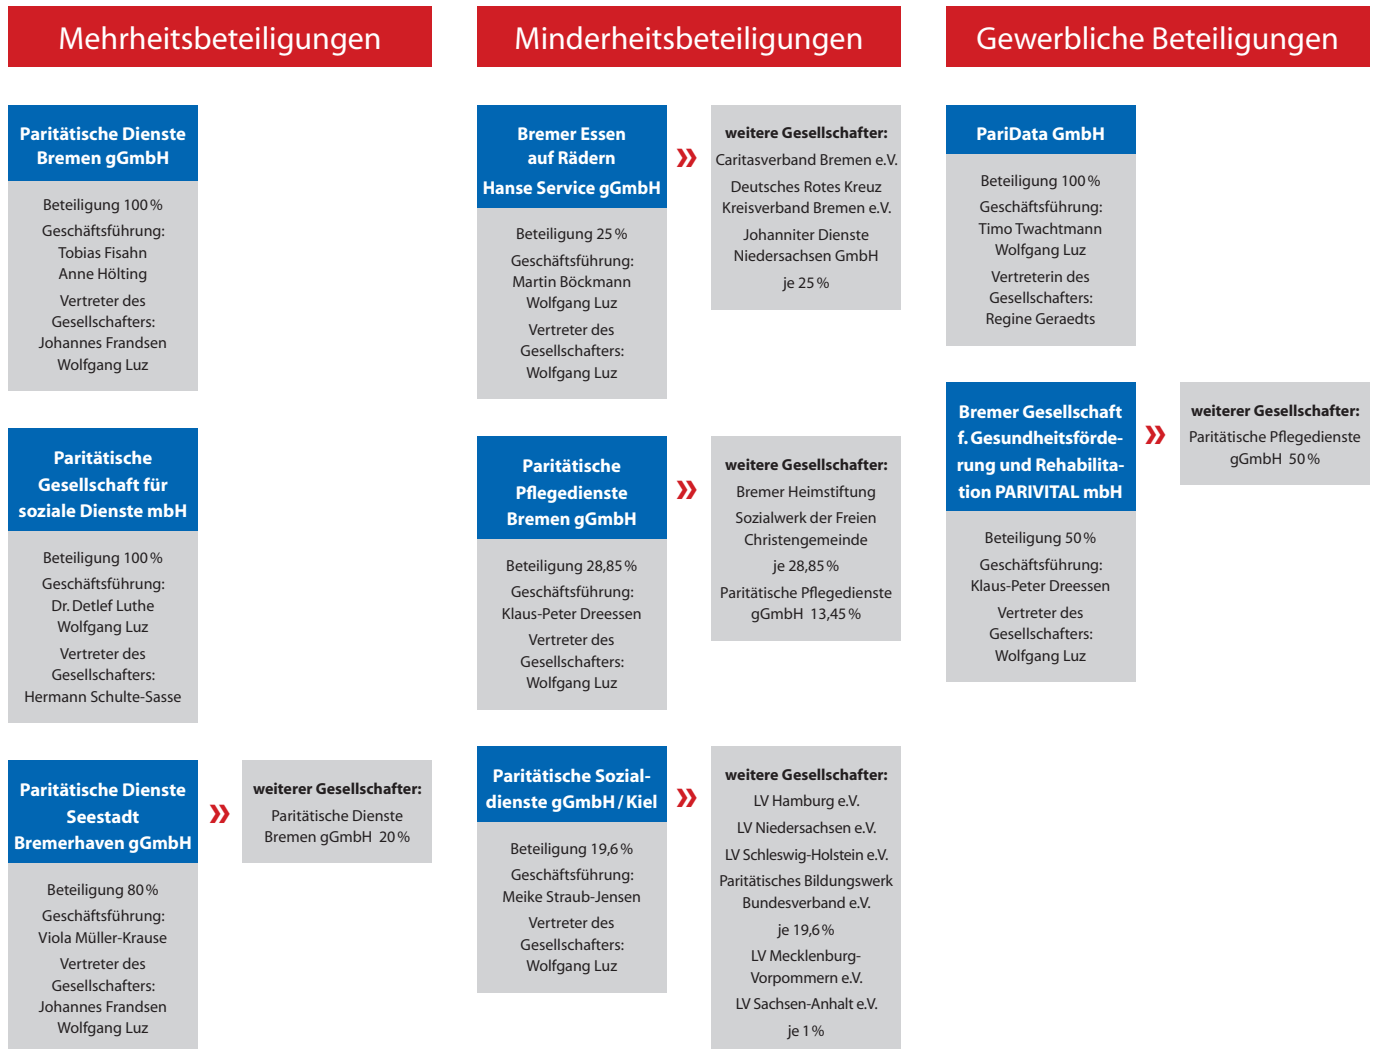 Mehrheitsbeteiligungen
Paritätische Dienste
Bremen gGmbH
Beteiligung 100 %
Geschäftsführung:
Tobias Fisahn
Anne Hölting
Vertreter des
Gesellschafters:
Johannes Frandsen
Wolfgang Luz
Paritätische
Gesellschaft für
soziale Dienste mbH
Beteiligung 100 %
Geschäftsführung:
Dr. Detlef Luthe
Wolfgang Luz
Vertreter des
Gesellschafters:
Hermann Schulte-Sasse
Paritätische Dienste
Seestadt
Bremerhaven gGmbH
Beteiligung 80 %
Geschäftsführung:
Viola Müller-Krause
Vertreter des
Gesellschafters:
Johannes Frandsen
Wolfgang Luz
»
weiterer Gesellschafter:
Paritätische Dienste
Bremen gGmbH 20 %
Minderheitsbeteiligungen
Bremer Essen
auf Rädern
Hanse Service gGmbH
Beteiligung 25 %
Geschäftsführung:
Martin Böckmann
Wolfgang Luz
Vertreter des
Gesellschafters:
Wolfgang Luz
»
weitere Gesellschafter:
Caritasverband Bremen e.V.
Deutsches Rotes Kreuz
Kreisverband Bremen e.V.
Johanniter Dienste
Niedersachsen GmbH
je 25 %
Paritätische
Pflegedienste
Bremen gGmbH
Beteiligung 28,85 %
Geschäftsführung:
Klaus-Peter Dreessen
Vertreter des
Gesellschafters:
Wolfgang Luz
»
weitere Gesellschafter:
Bremer Heimstiftung
Sozialwerk der Freien
Christengemeinde
je 28,85 %
Paritätische Pflegedienste
gGmbH 13,45 %
Paritätische Sozial-
dienste gGmbH / Kiel
Beteiligung 19,6 %
Geschäftsführung:
Meike Straub-Jensen
Vertreter des
Gesellschafters:
Wolfgang Luz
»
weitere Gesellschafter:
LV Hamburg e.V.
LV Niedersachsen e.V.
LV Schleswig-Holstein e.V.
Paritätisches Bildungswerk
Bundesverband e.V.
je 19,6 %
LV Mecklenburg-
Vorpommern e.V.
LV Sachsen-Anhalt e.V.
je 1 %
Gewerbliche Beteiligungen
PariData GmbH
Beteiligung 100 %
Geschäftsführung:
Timo Twachtmann
Wolfgang Luz
Vertreterin des
Gesellschafters:
Regine Geraedts
Bremer Gesellschaft
f. Gesundheitsförde-
rung und Rehabilita-
tion PARIVITAL mbH
Beteiligung 50 %
Geschäftsführung:
Klaus-Peter Dreessen
Vertreter des
Gesellschafters:
Wolfgang Luz
»
weiterer Gesellschafter:
Paritätische Pflegedienste
gGmbH 50 %